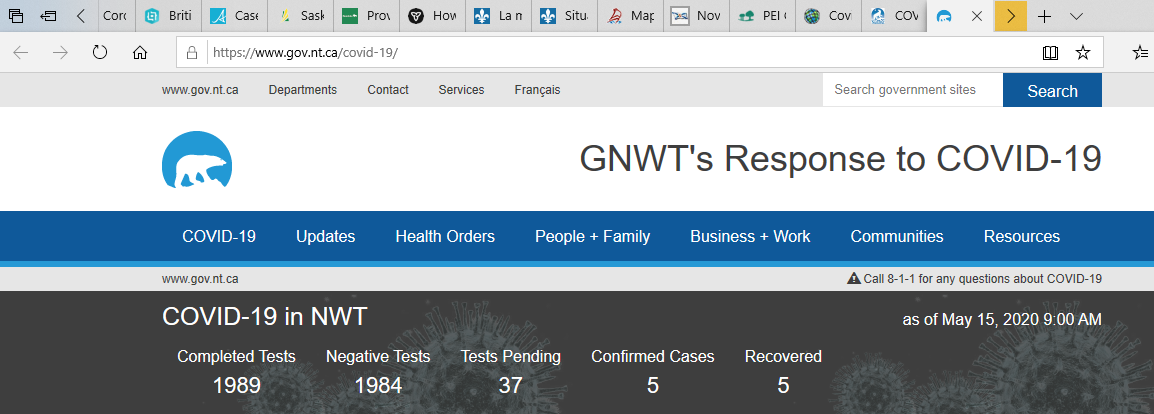 Corc Briti Case Sask Prov How La m Situ Map Nov PEI Covi COV
https://www.gov.nt.ca/covid-19/
www.gov.nt.ca Departments Contact Services Français Search government sites Search
GNWT's Response to COVID-19
COVID-19 Updates Health Orders People + Family Business + Work Communities Resources
www.gov.nt.ca Call 8-1-1 for any questions about COVID-19
COVID-19 in NWT as of May 15, 2020 9:00 AM
Completed Tests Negative Tests Tests Pending Confirmed Cases Recovered
1989 1984 37 5 5